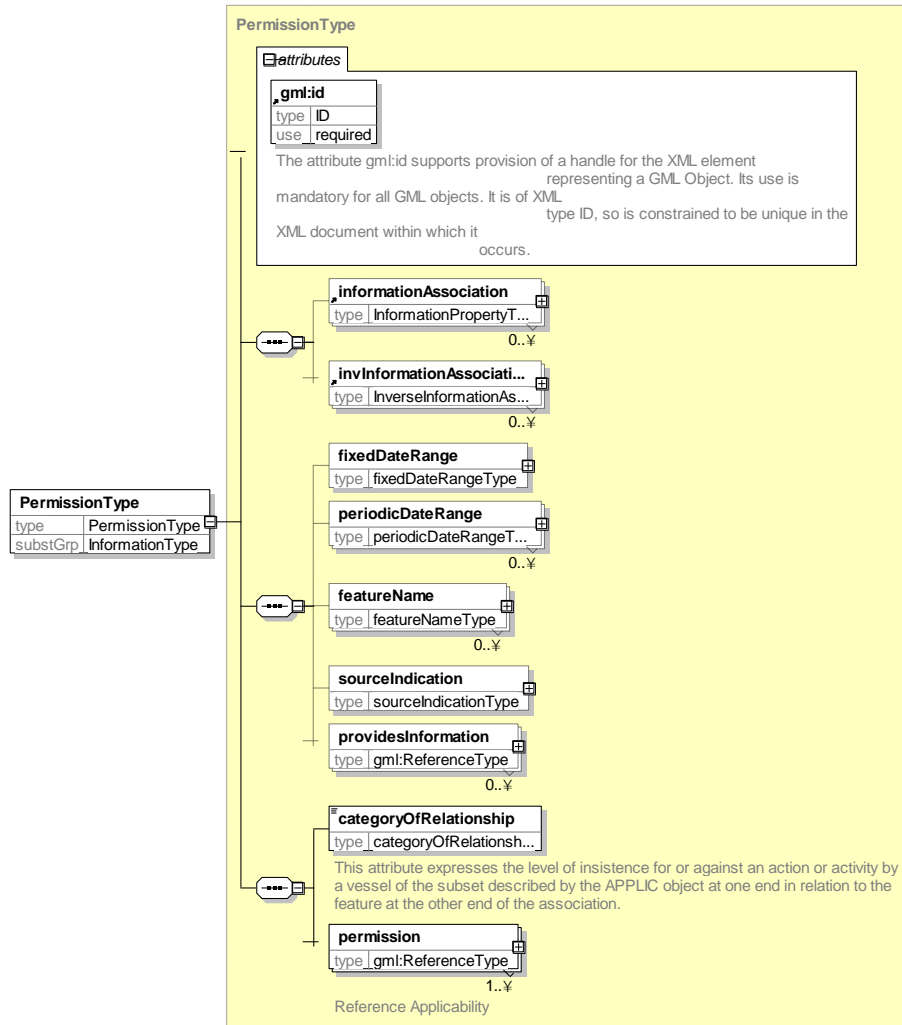 PermissionType
attributes
gml:id
type ID
use required
The attribute gml:id supports provision of a handle for the XML element
representing a GML Object. Its use is
mandatory for all GML objects. It is of XML
type ID, so is constrained to be unique in the
XML document within which it
occurs.
informationAssociation
type InformationPropertyT...
0..¥
invInformationAssociati...
type InverseInformationAs...
0..¥
fixedDateRange
type fixedDateRangeType
periodicDateRange
type periodicDateRangeT...
0..¥
PermissionType
type PermissionType
substGrp InformationType
featureName
type featureNameType
0..¥
sourceIndication
type sourceIndicationType
providesInformation
type gml:ReferenceType
0..¥
categoryOfRelationship
type categoryOfRelationsh...
This attribute expresses the level of insistence for or against an action or activity by
a vessel of the subset described by the APPLIC object at one end in relation to the
feature at the other end of the association.
permission
type gml:ReferenceType
1..¥
Reference Applicability